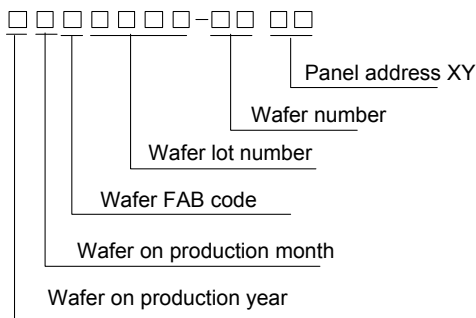 □□□□□□□-□□ □□
Panel address XY
Wafer number
Wafer lot number
Wafer FAB code
Wafer on production month
Wafer on production year